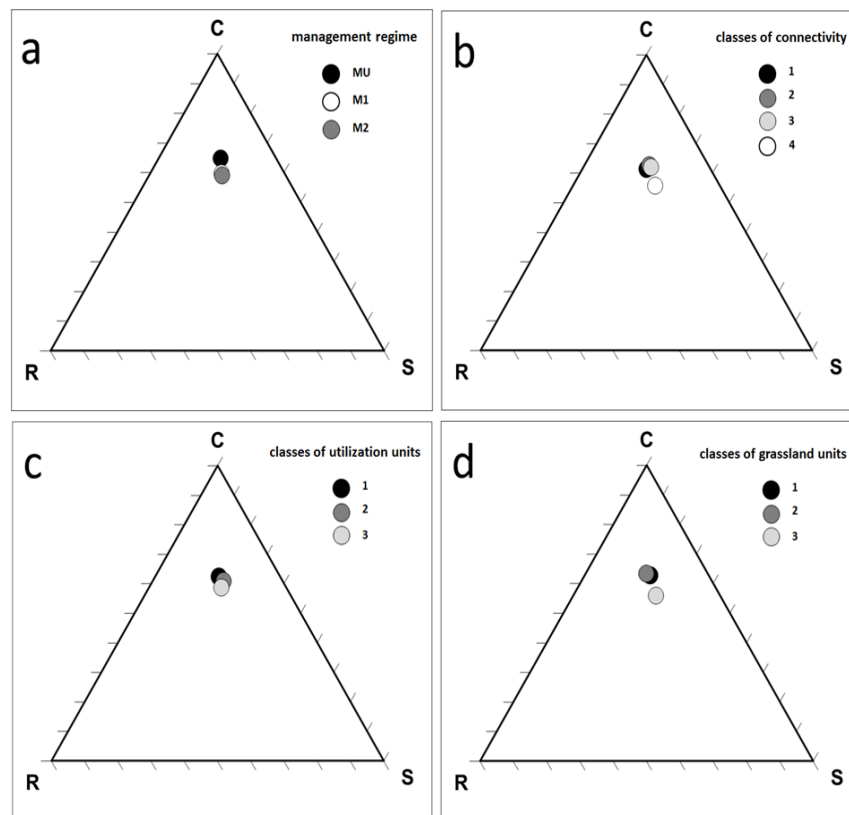 a
C
management regime
MU
M1
M2
R
S
b
C
classes of connectivity
1
2
3
4
R
S
c
C
classes of utilization units
1
2
3
R
S
d
C
classes of grassland units
1
2
3
R
S